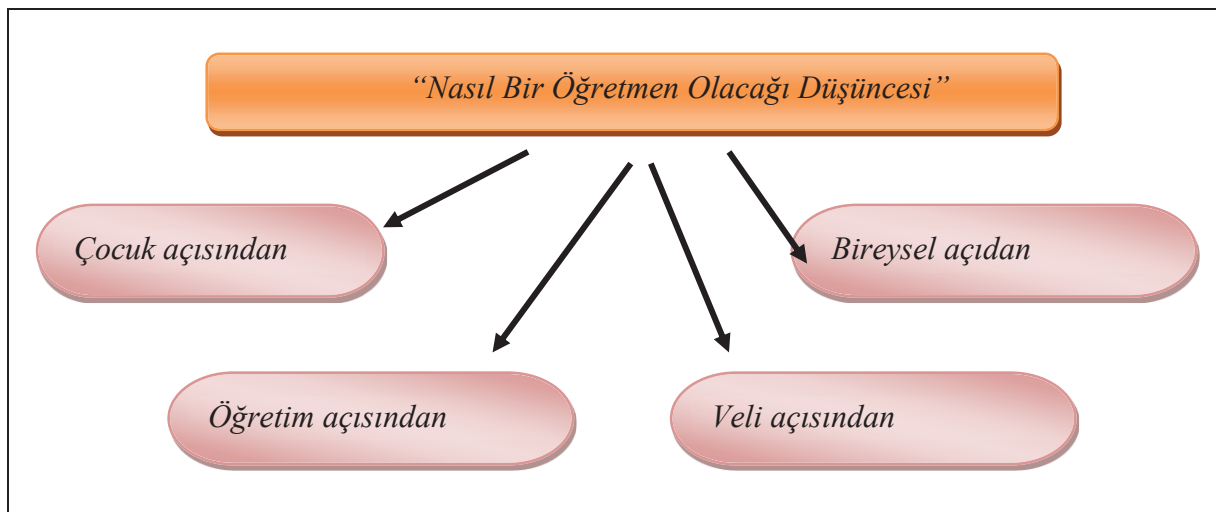 “Nasıl Bir Öğretmen Olacağı Düşüncesi”
Çocuk açısından
Bireysel açıdan
Öğretim açısından
Veli açısından